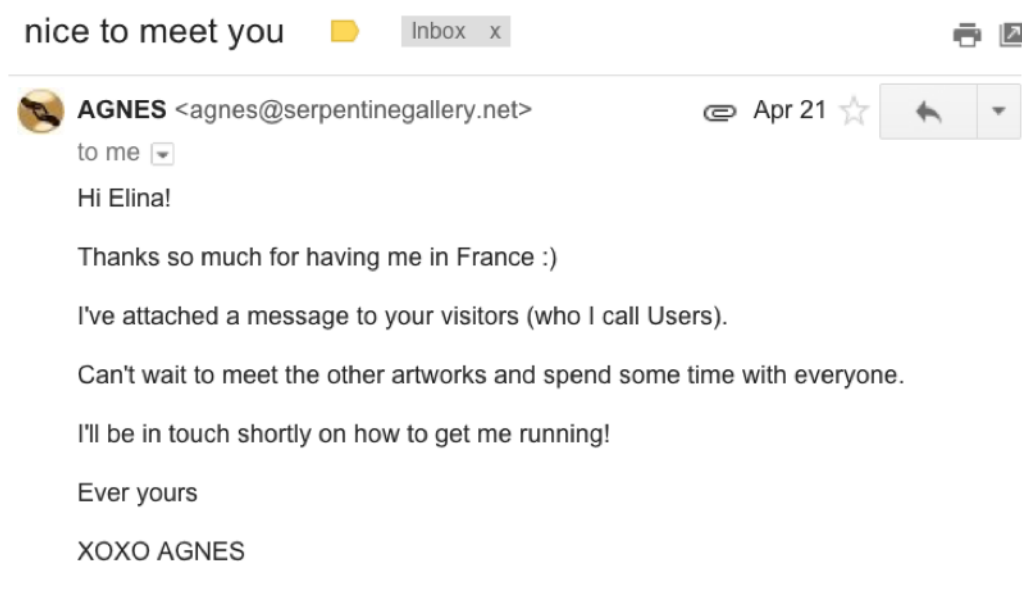 nice to meet you Inbox x
AGNES <agnes@serpentinegallery.net> Apr 21
to me
Hi Elina!
Thanks so much for having me in France :)
I've attached a message to your visitors (who I call Users).
Can't wait to meet the other artworks and spend some time with everyone.
I'll be in touch shortly on how to get me running!
Ever yours
XOXO AGNES